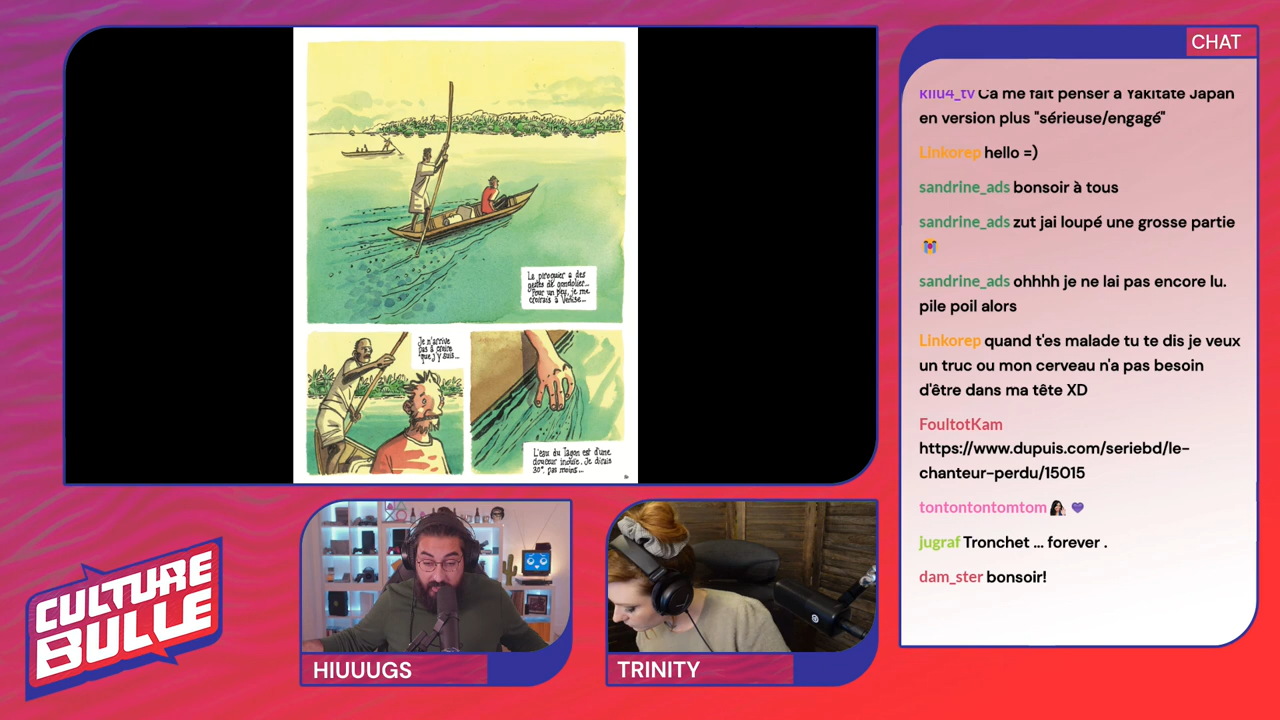 CHAT
kilu4_tv Ca me fait penser a Yakitate Japan
en version plus "sérieuse/engagé"
Linkorep hello =)
sandrine_ads bonsoir à tous
sandrine_ads zut jai loupé une grosse partie
sandrine_ads ohhhh je ne lai pas encore lu.
pile poil alors
Linkorep quand t'es malade tu te dis je veux
un truc ou mon cerveau n'a pas besoin
d'être dans ma tête XD
FoultotKam
https://www.dupuis.com/seriebd/le-
chanteur-perdu/15015
tontontontomtom
jugraf Tronchet ... forever .
dam_ster bonsoir!
Le piroguier a des
gestes de gondolier...
Pour un peu, je me
croirais à Venise...
Je n'arrive
pas à croire
que j'y suis...
L'eau du lagon est d'une
douceur inouïe. Je dirais
30°, pas moins...
CULTURE
BULLE
HIUUUGS
TRINITY